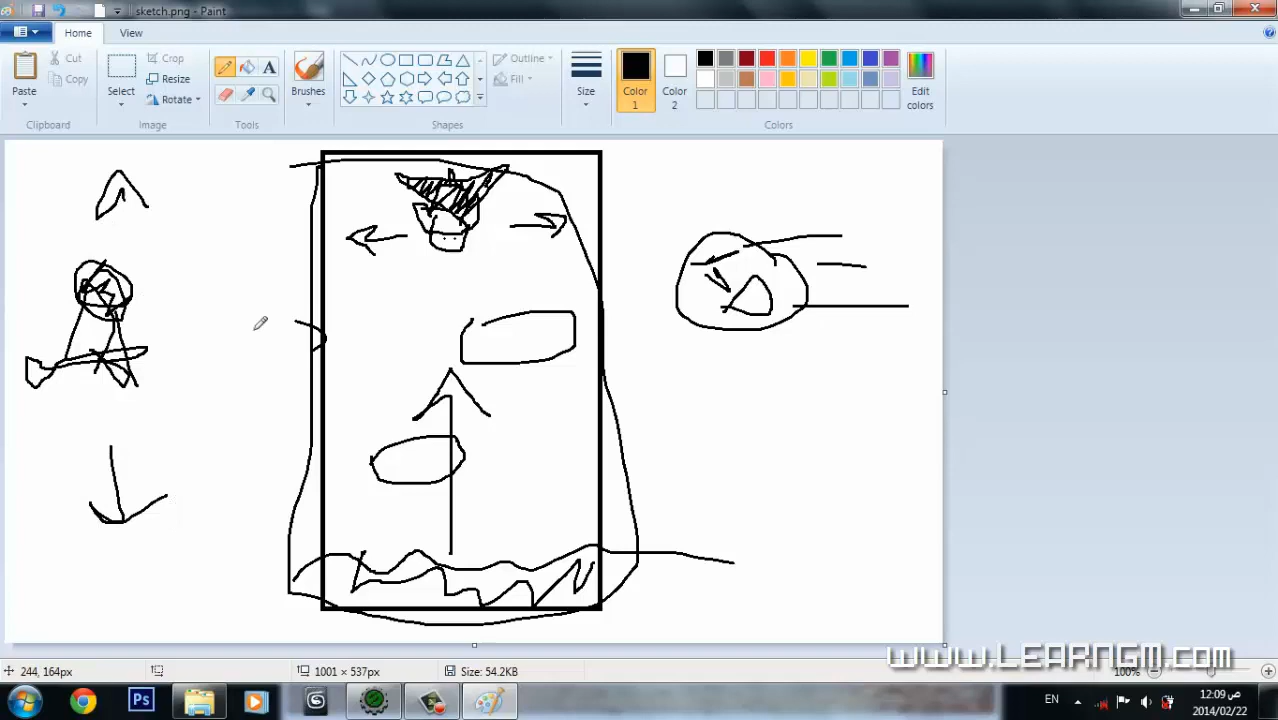 sketch.png - Paint
Home
View
Paste
Cut
Copy
Clipboard
Select
Crop
Resize
Rotate
Image
Tools
Brushes
Shapes
Outline
Fill
Size
Color 1
Color 2
Edit colors
Colors
www.LEARNGM.com
244, 164px
1001 × 537px
Size: 54.2KB
100%
Ps
EN
12:09 ص
2014/02/22